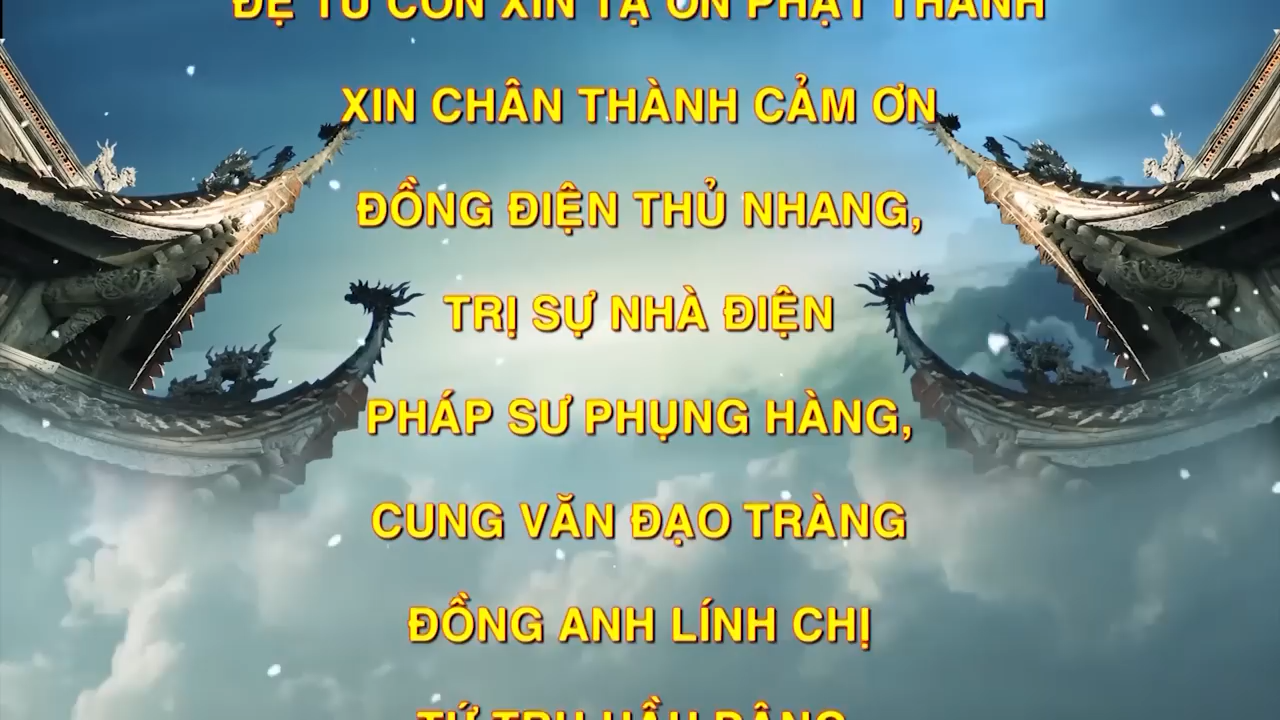 ĐỆ TỬ CON XIN TẠ ƠN PHẬT THÁNH
XIN CHÂN THÀNH CẢM ƠN
ĐỒNG ĐIỆN THỦ NHANG,
TRỊ SỰ NHÀ ĐIỆN
PHÁP SƯ PHỤNG HÀNG,
CUNG VĂN ĐẠO TRÀNG
ĐỒNG ANH LÍNH CHỊ
TỨ TRỤ HẦU DÂNG